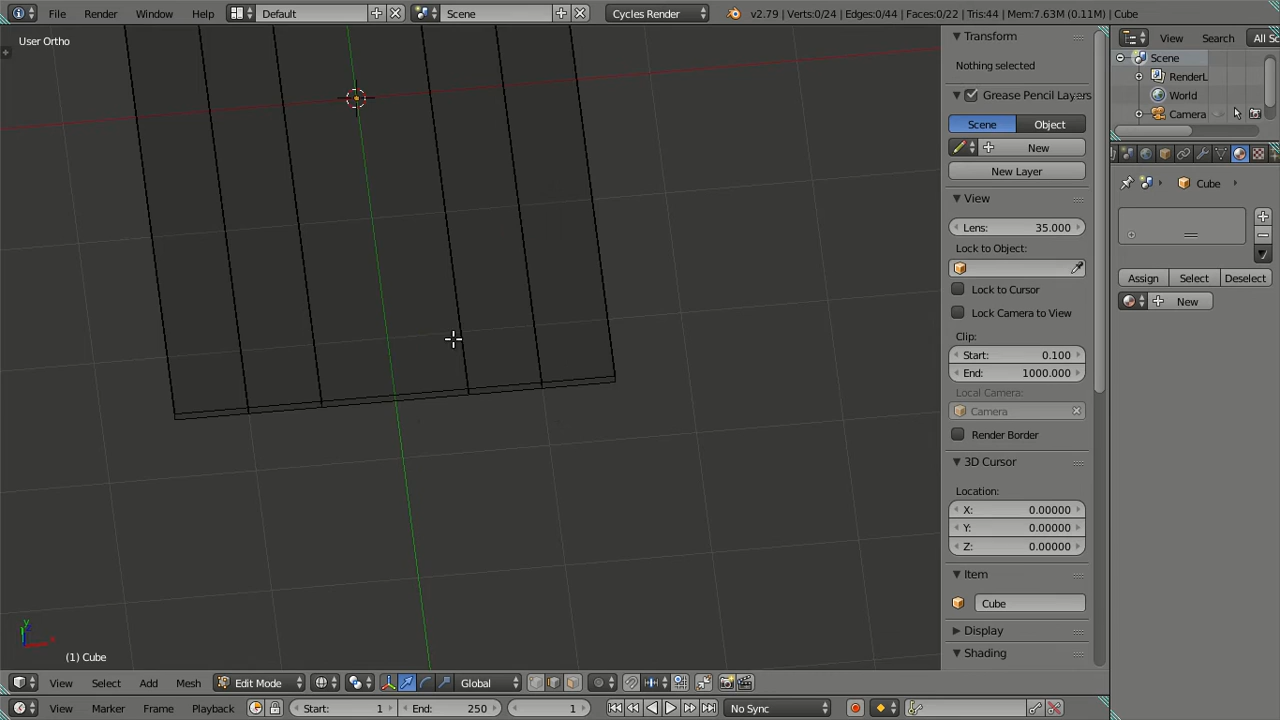 File Render Window Help Default Scene Cycles Render v2.79 | Verts:0/24 | Edges:0/44 | Faces:0/22 | Tris:44 | Mem:7.63M (0.11M) | Cube
User Ortho
Transform
Nothing selected
Grease Pencil Layers
Scene Object
New
New Layer
View
Lens: 35.000
Lock to Object:
Lock to Cursor
Lock Camera to View
Clip:
Start: 0.100
End: 1000.000
Local Camera:
Camera
Render Border
3D Cursor
Location:
X: 0.00000
Y: 0.00000
Z: 0.00000
Item
Cube
Display
Shading
View Search All Sc
Scene
RenderL
World
Camera
Cube
Assign Select Deselect
New
y
x
(1) Cube
View Select Add Mesh Edit Mode Global
View Marker Frame Playback Start: 1 End: 250 1 No Sync